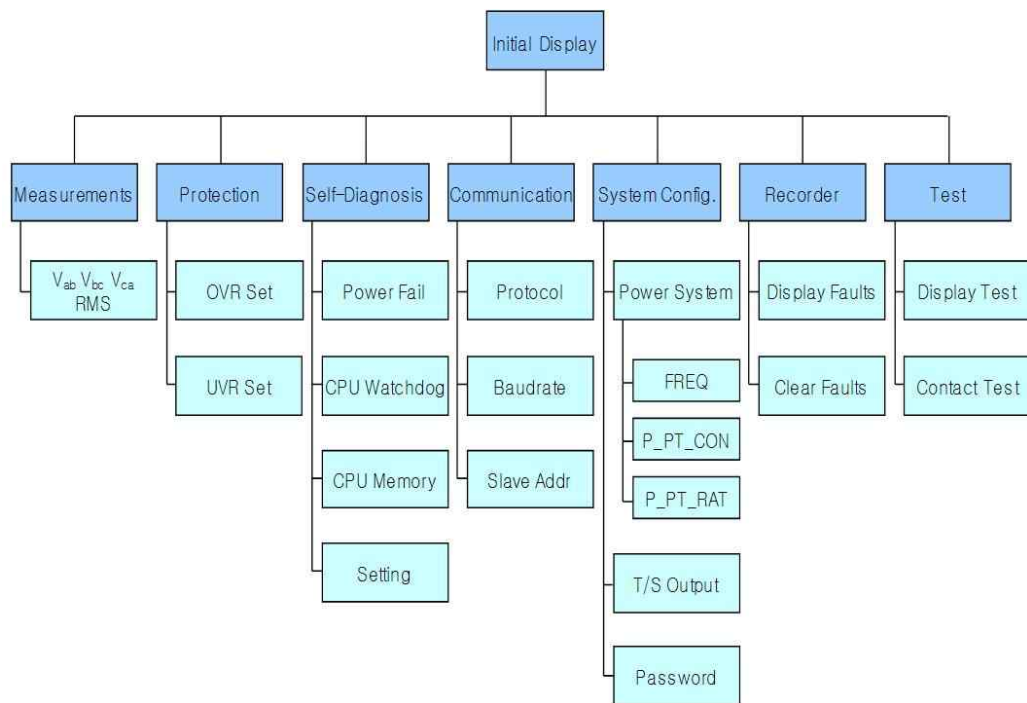 Initial Display
Measurements
Protection
Self-Diagnosis
Communication
System Config.
Recorder
Test
Vab Vbc Vca
RMS
OVR Set
Power Fail
Protocol
Power System
Display Faults
Display Test
UVR Set
CPU Watchdog
Baudrate
FREQ
Clear Faults
Contact Test
P_PT_CON
CPU Memory
Slave Addr
P_PT_RAT
Setting
T/S Output
Password